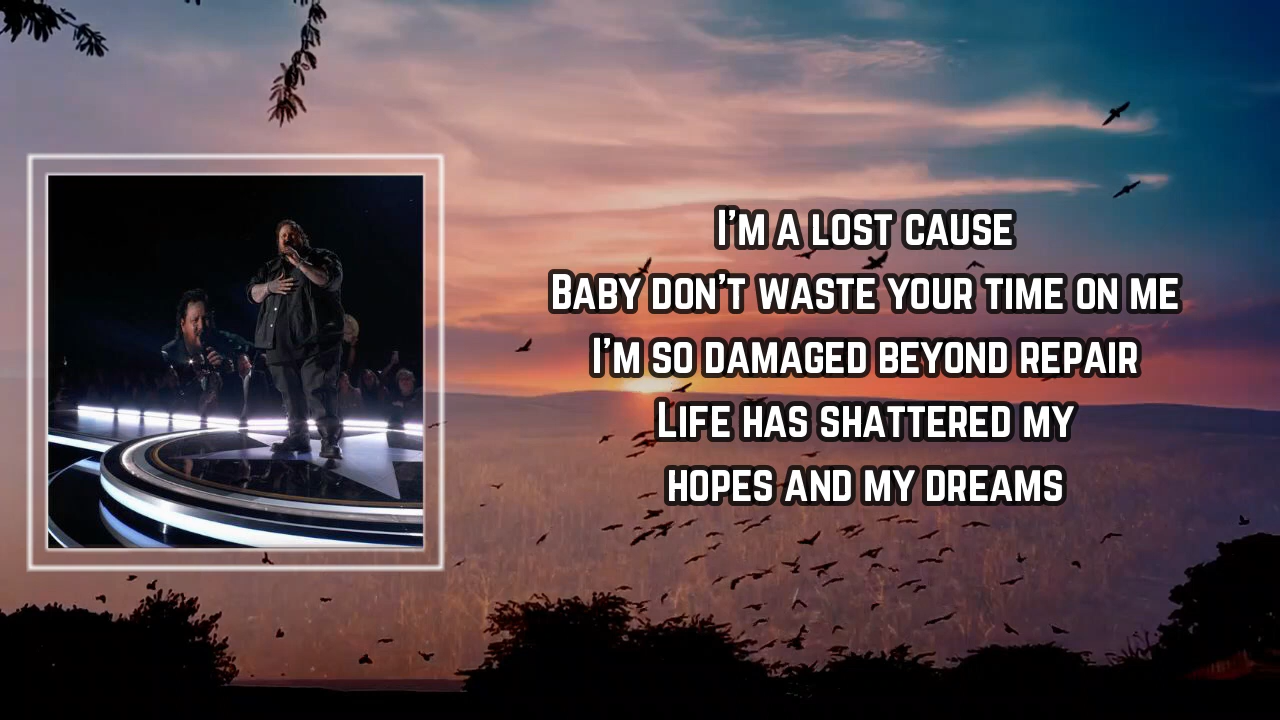 I'm a lost cause
Baby don't waste your time on me
I'm so damaged beyond repair
Life has shattered my
hopes and my dreams